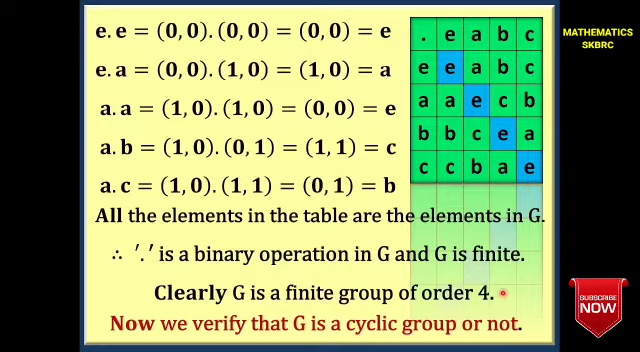 e. e = (0, 0). (0, 0) = (0, 0) = e
e. a = (0, 0). (1, 0) = (1, 0) = a
a. a = (1, 0). (1, 0) = (0, 0) = e
a. b = (1, 0). (0, 1) = (1, 1) = c
a. c = (1, 0). (1, 1) = (0, 1) = b
. e a b c
e e a b c
a a e c b
b b c e a
c c b a e
MATHEMATICS
SKBRC
All the elements in the table are the elements in G.
∴ ′. ′ is a binary operation in G and G is finite.
Clearly G is a finite group of order 4.
Now we verify that G is a cyclic group or not.
SUBSCRIBE
NOW